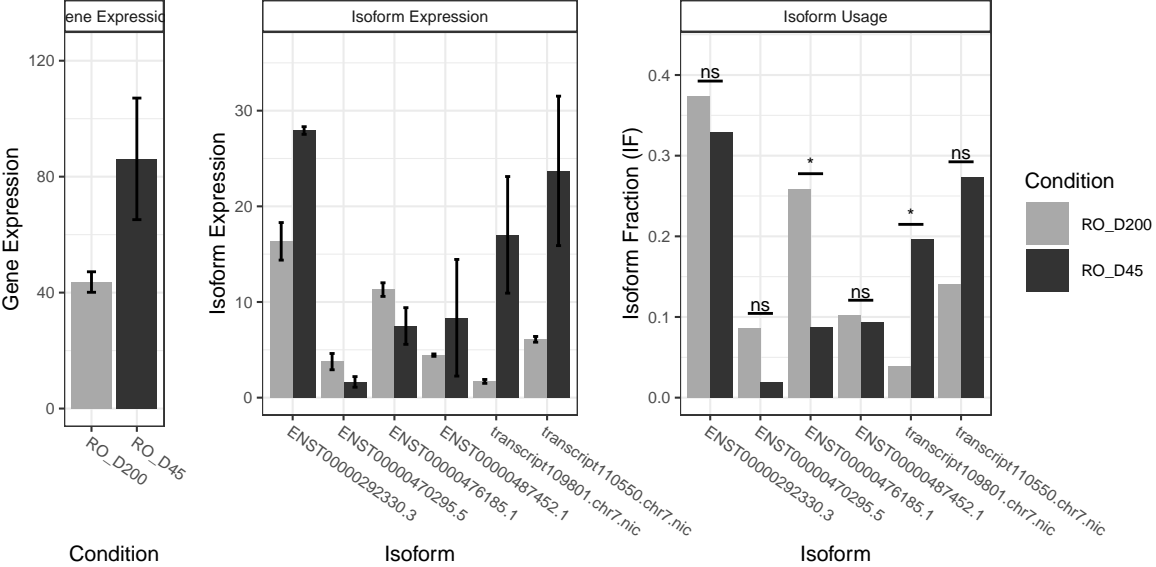 ene Expressio
Gene Expression
120
80
40
0
RO_D200
RO_D45
Condition
Isoform Expression
Isoform Expression
30
20
10
0
ENST00000292330.3
ENST00000470295.5
ENST00000476185.1
ENST00000487452.1
transcript109801.chr7.nic
transcript110550.chr7.nic
Isoform
Isoform Usage
Isoform Fraction (IF)
0.4
0.3
0.2
0.1
0.0
ns
ns
*
ns
*
ns
ENST00000292330.3
ENST00000470295.5
ENST00000476185.1
ENST00000487452.1
transcript109801.chr7.nic
transcript110550.chr7.nic
Isoform
Condition
RO_D200
RO_D45